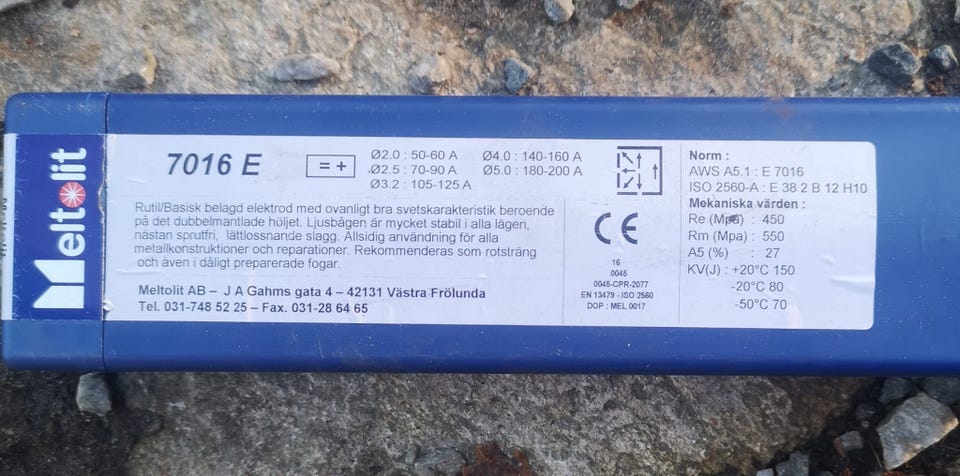 Meltolit
7016 E
= +
Ø2.0 : 50-60 A
Ø2.5 : 70-90 A
Ø3.2 : 105-125 A
Ø4.0 : 140-160 A
Ø5.0 : 180-200 A
Rutil/Basisk belagd elektrod med ovanligt bra svetskarakteristik beroende
på det dubbelmantlade höljet. Ljusbågen är mycket stabil i alla lägen,
nästan sprutfri, lättlossnande slagg. Allsidig användning för alla
metallkonstruktioner och reparationer. Rekommenderas som rotsträng
och även i dåligt preparerade fogar.
Meltolit AB – J A Gahms gata 4 – 42131 Västra Frölunda
Tel. 031-748 52 25 – Fax. 031-28 64 65
CE
16
0045
0045-CPR-2077
EN 13479 - ISO 2560
DOP : MEL 0017
Norm :
AWS A5.1 : E 7016
ISO 2560-A : E 38 2 B 12 H10
Mekaniska värden :
Re (Mpa) : 450
Rm (Mpa) : 550
A5 (%) : 27
KV(J) : +20°C 150
-20°C 80
-50°C 70